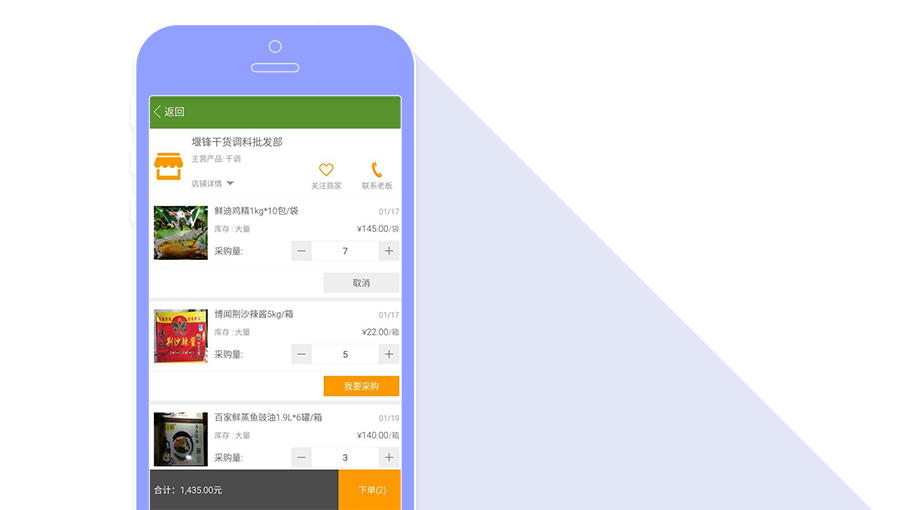 返回
堰锋干货调料批发部
主营产品: 干调
店铺详情
关注商家 联系老板
鲜迪鸡精1kg*10包/袋 01/17
库存 : 大量 ¥145.00/袋
采购量: 7
取消
博闻荆沙辣酱5kg/箱 01/17
荆沙辣酱
库存 : 大量 ¥22.00/箱
采购量: 5
我要采购
百家鲜蒸鱼豉油1.9L*6罐/箱 01/19
库存 : 大量 ¥140.00/箱
采购量: 3
合计: 1,435.00元 下单(2)